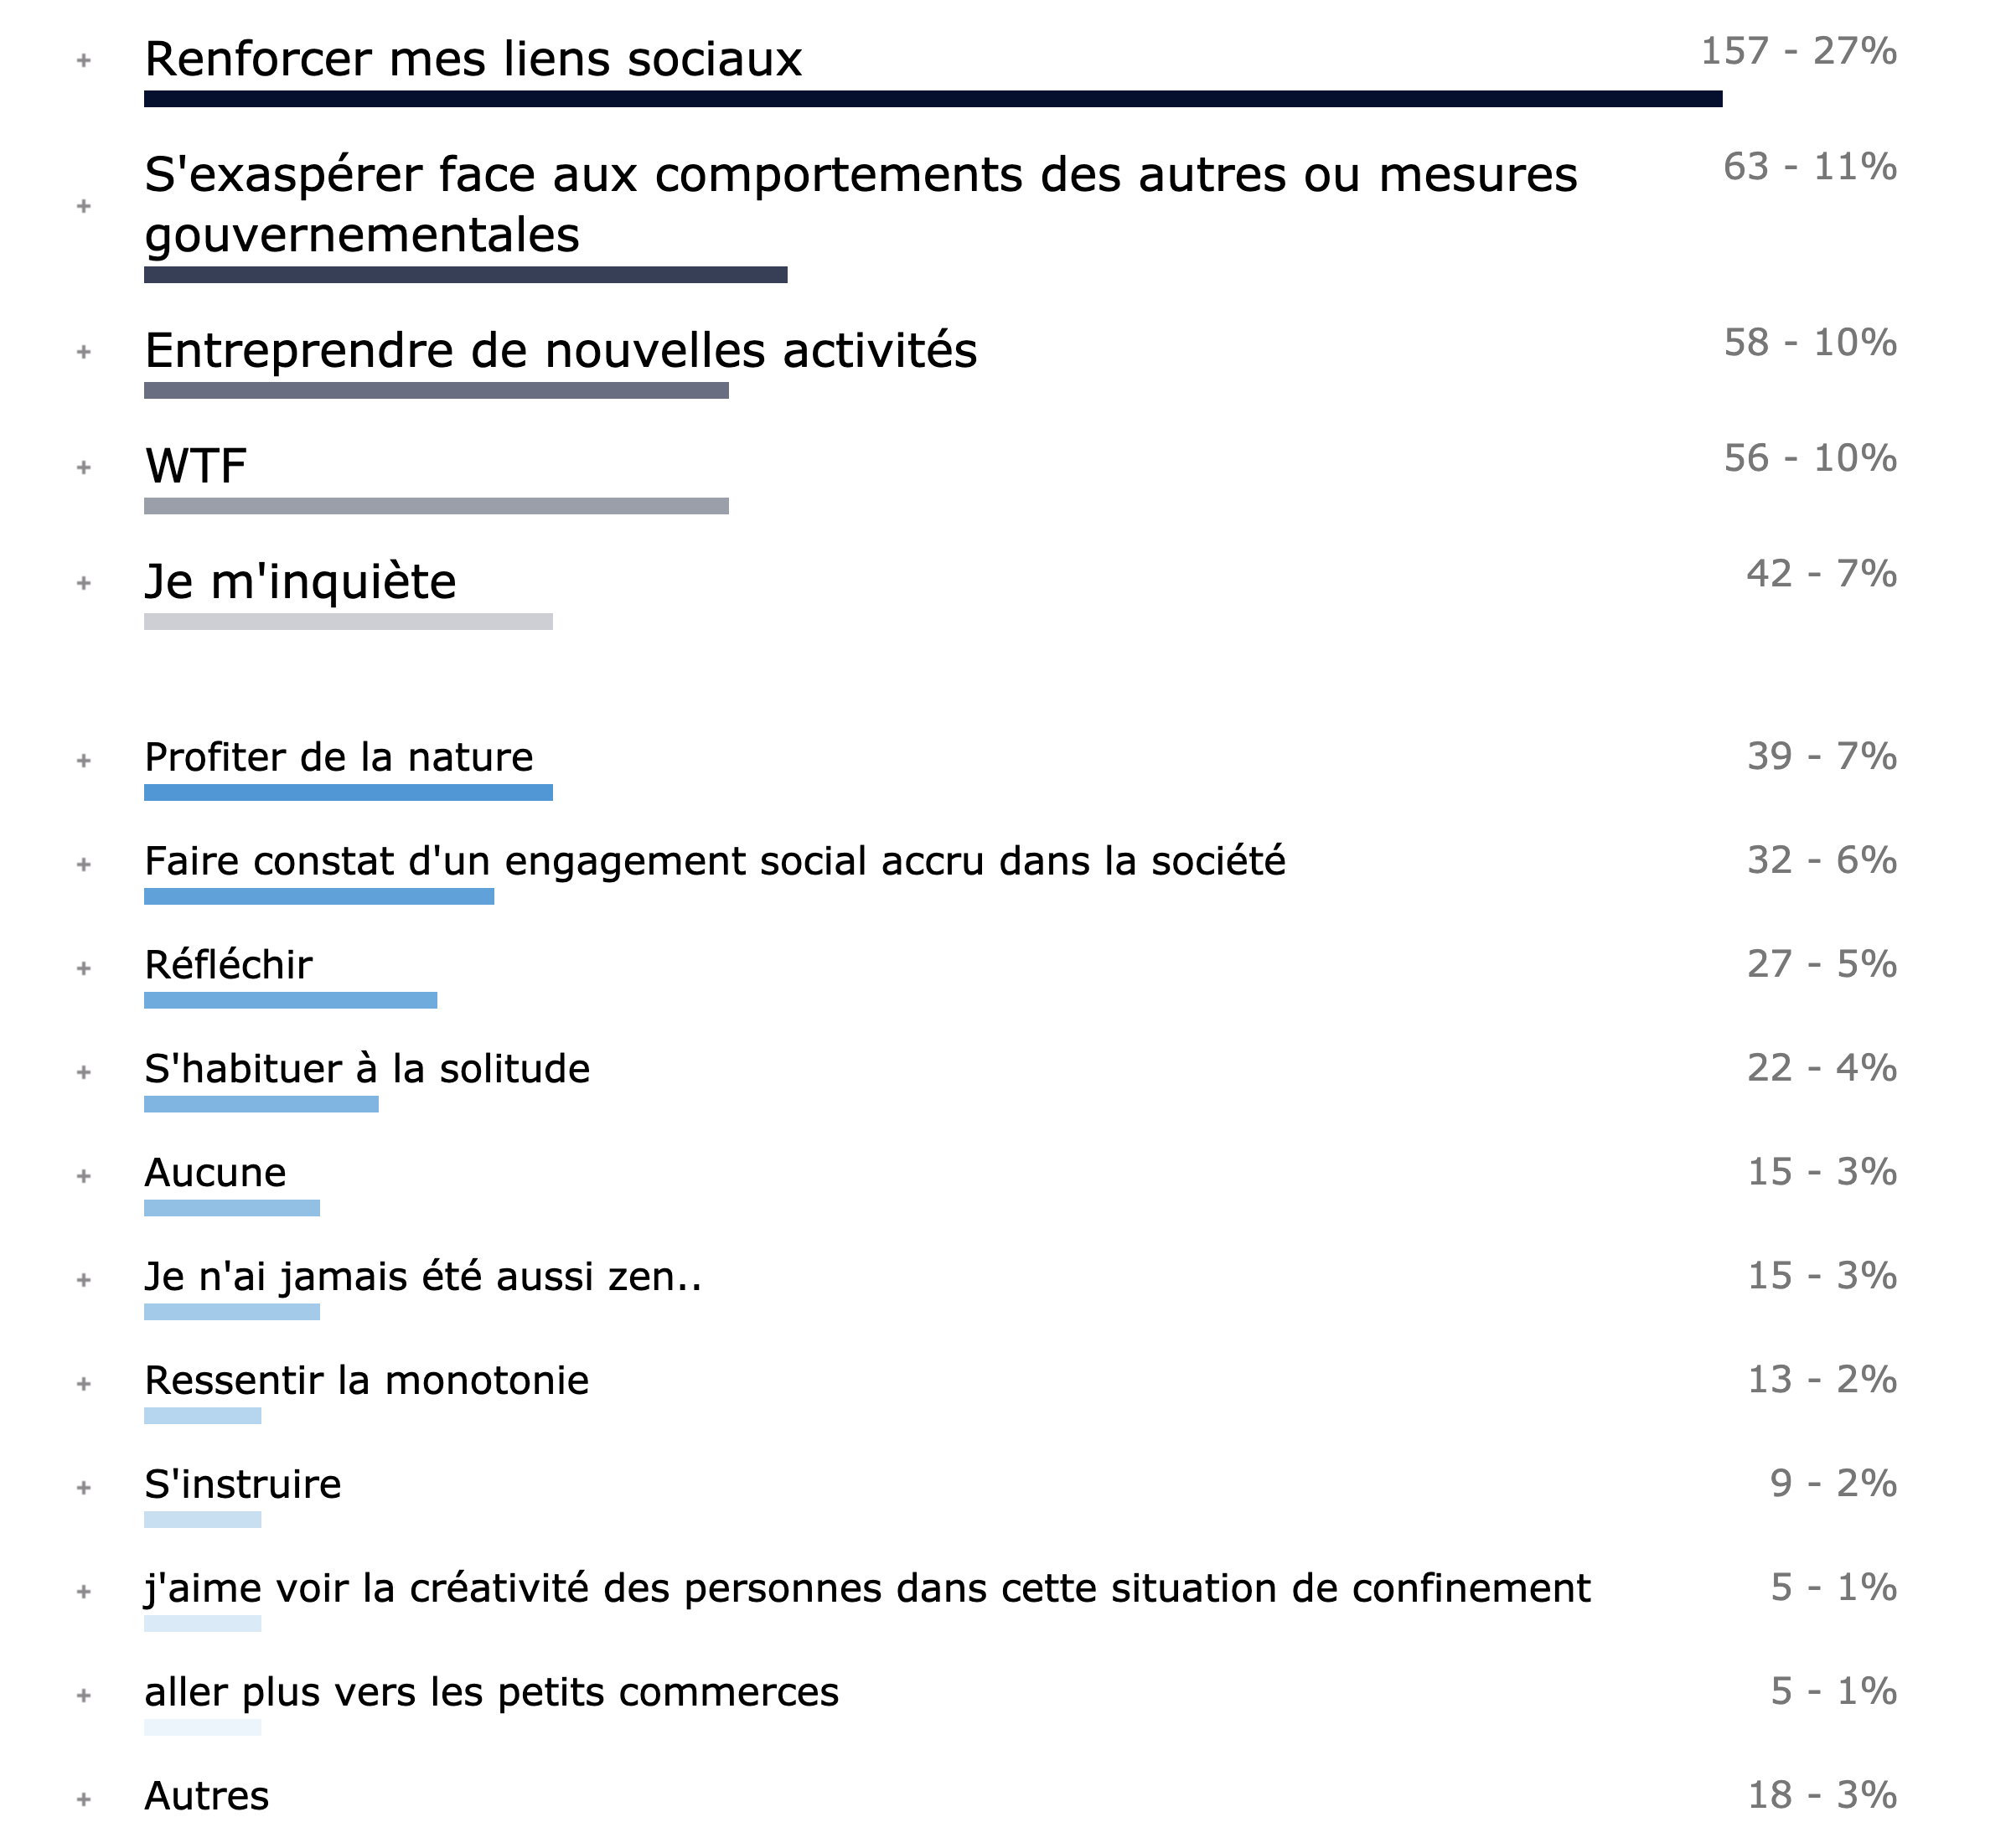 Renforcer mes liens sociaux 157 - 27%
S'exaspérer face aux comportements des autres ou mesures 63 - 11%
gouvernementales
Entreprendre de nouvelles activités 58 - 10%
WTF 56 - 10%
Je m'inquiète 42 - 7%
Profiter de la nature 39 - 7%
Faire constat d'un engagement social accru dans la société 32 - 6%
Réfléchir 27 - 5%
S'habituer à la solitude 22 - 4%
Aucune 15 - 3%
Je n'ai jamais été aussi zen.. 15 - 3%
Ressentir la monotonie 13 - 2%
S'instruire 9 - 2%
j'aime voir la créativité des personnes dans cette situation de confinement 5 - 1%
aller plus vers les petits commerces 5 - 1%
Autres 18 - 3%